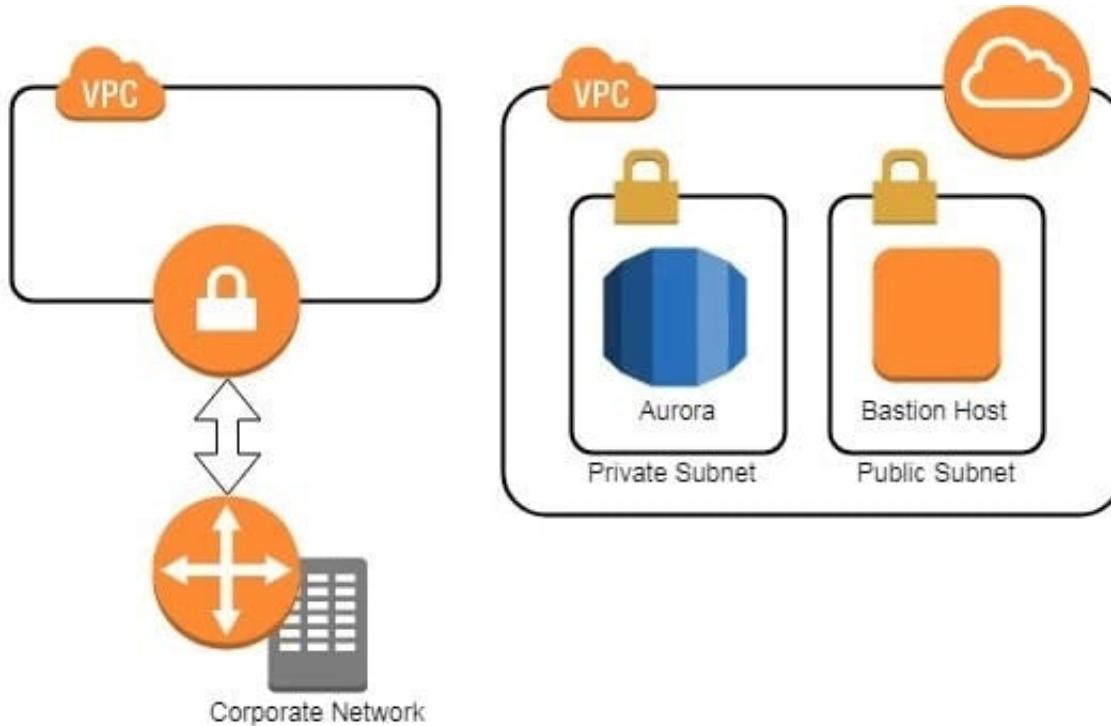 VPC
VPC
Aurora
Bastion Host
Private Subnet
Public Subnet
Corporate Network